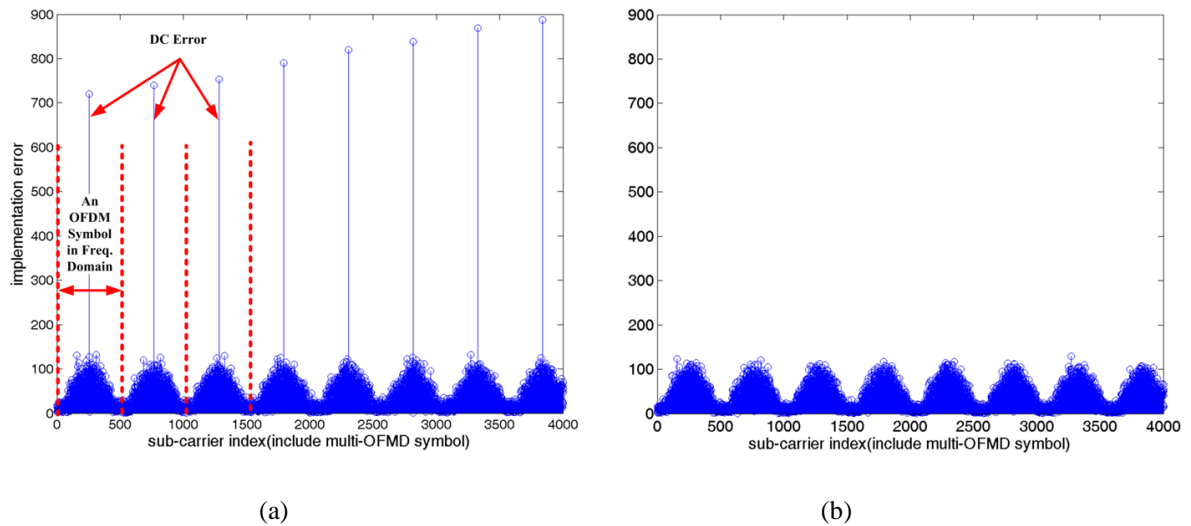 900
800
700
600
500
400
300
200
100
0
implementation error
DC Error
An
OFDM
Symbol
in Freq.
Domain
0 500 1000 1500 2000 2500 3000 3500 4000
sub-carrier index(include multi-OFMD symbol)
(a)
900
800
700
600
500
400
300
200
100
0
0 500 1000 1500 2000 2500 3000 3500 4000
sub-carrier index(include multi-OFMD symbol)
(b)